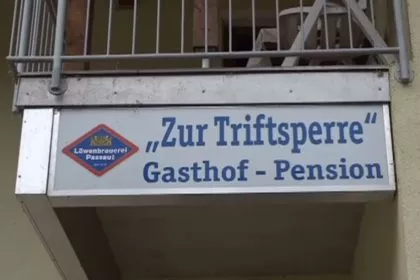 „Zur Triftsperre“
Löwenbrauerei
Passau
Gasthof - Pension